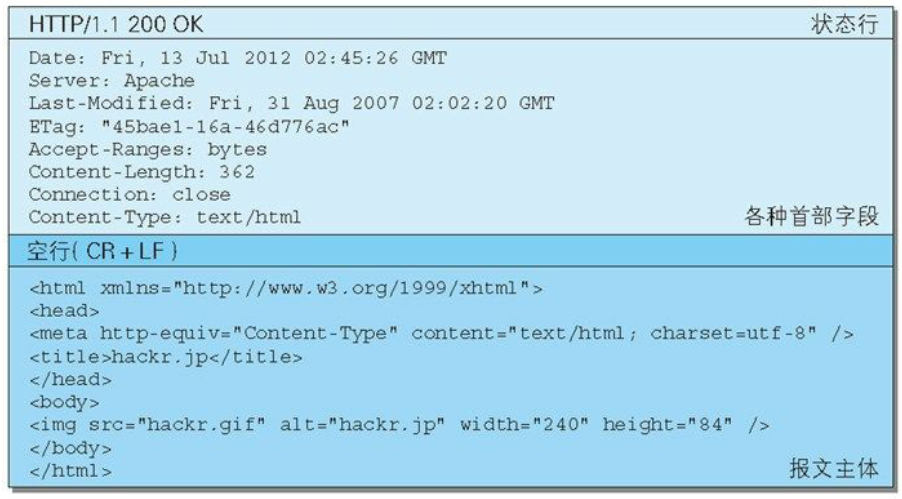 HTTP/1.1 200 OK 状态行
Date: Fri, 13 Jul 2012 02:45:26 GMT
Server: Apache
Last-Modified: Fri, 31 Aug 2007 02:02:20 GMT
ETag: "45bae1-16a-46d776ac"
Accept-Ranges: bytes
Content-Length: 362
Connection: close
Content-Type: text/html 各种首部字段
空行( CR + LF )
<html xmlns="http://www.w3.org/1999/xhtml">
<head>
<meta http-equiv="Content-Type" content="text/html; charset=utf-8" />
<title>hackr.jp</title>
</head>
<body>
<img src="hackr.gif" alt="hackr.jp" width="240" height="84" />
</body>
</html> 报文主体